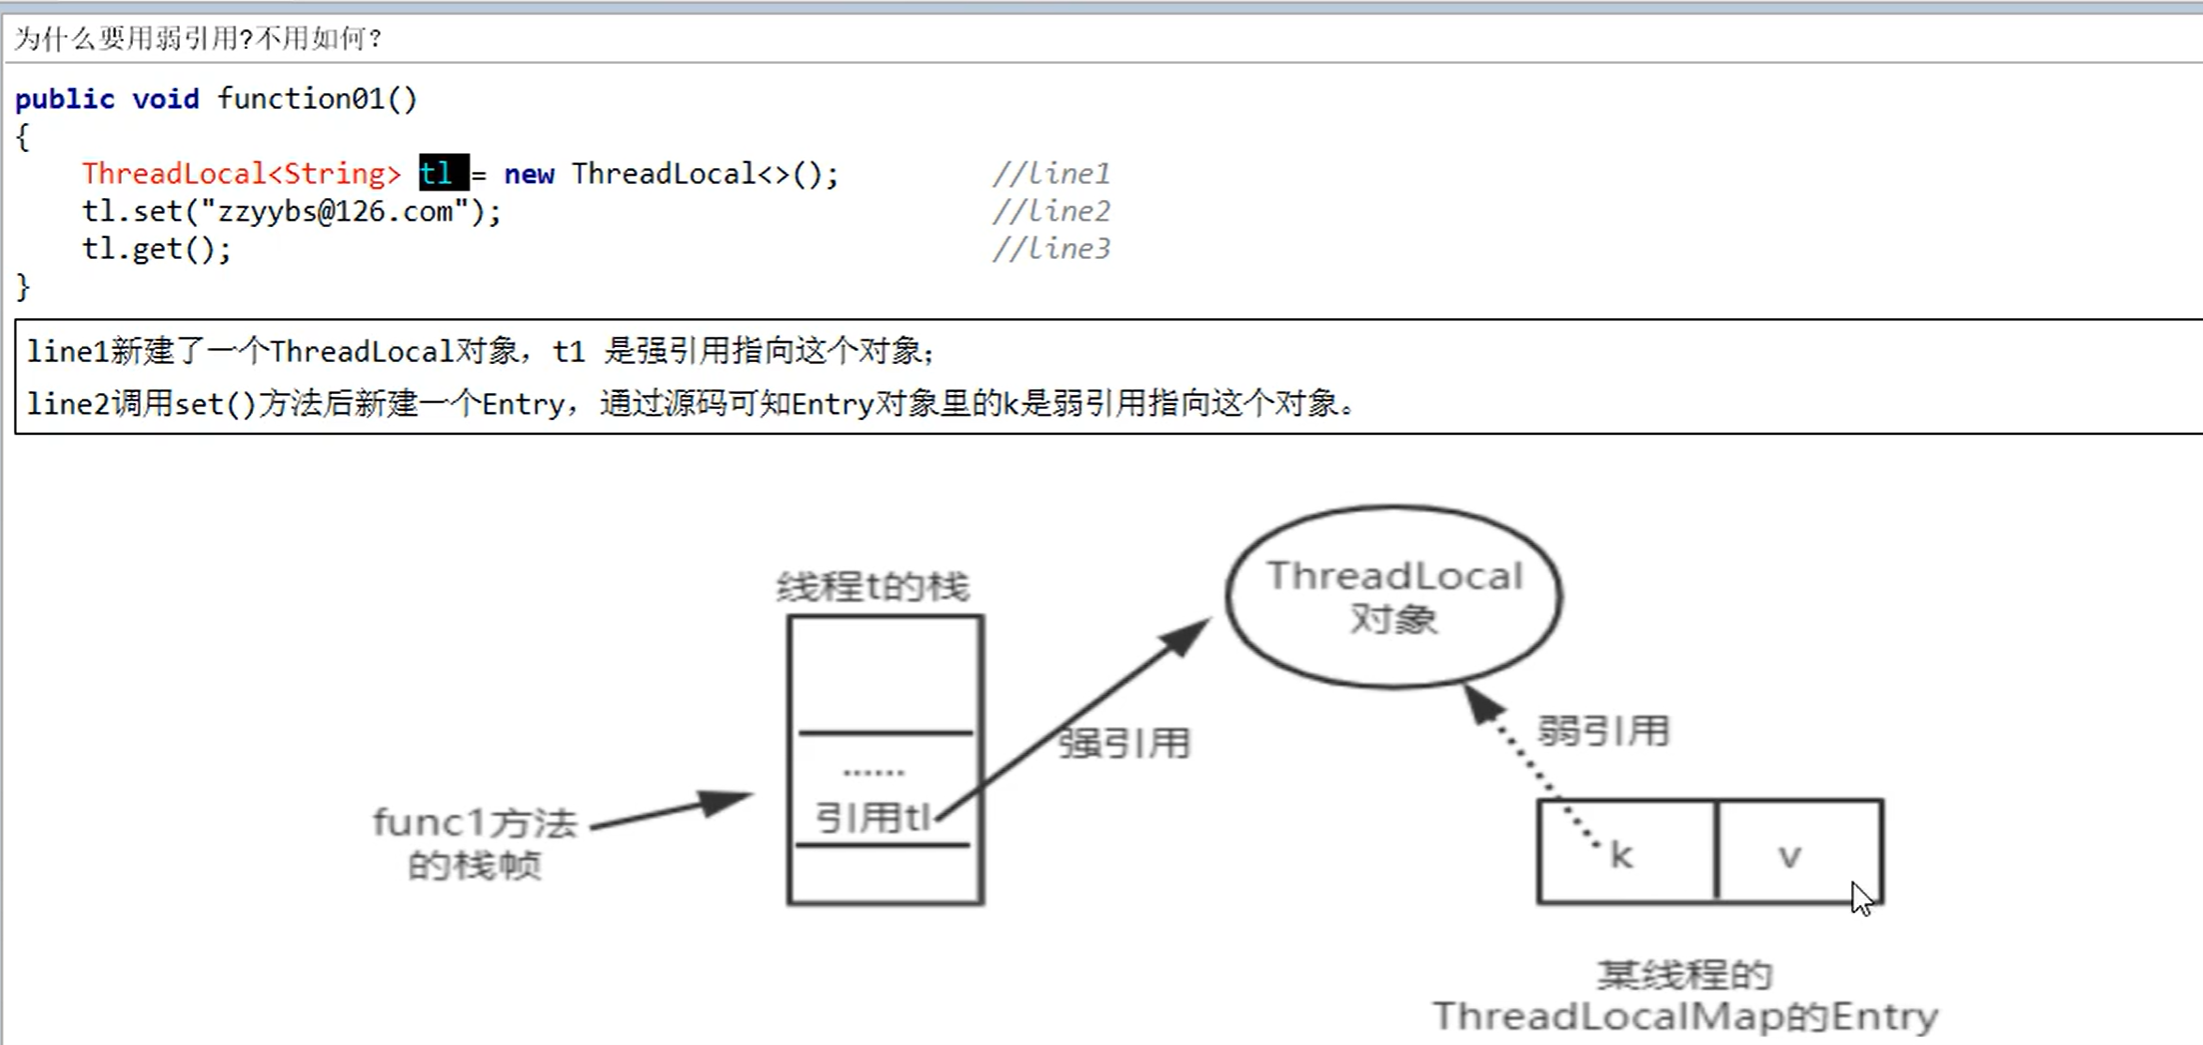 为什么要用弱引用?不用如何?
public void function01()
{
ThreadLocal<String> tl = new ThreadLocal<>(); //line1
tl.set("zzyybs@126.com"); //line2
tl.get(); //line3
}
line1新建了一个ThreadLocal对象，t1 是强引用指向这个对象；
line2调用set()方法后新建一个Entry，通过源码可知Entry对象里的k是弱引用指向这个对象。
ThreadLocal
对象
线程t的栈
强引用
弱引用
......
引用tl
func1方法
的栈帧
k
v
某线程的
ThreadLocalMap的Entry